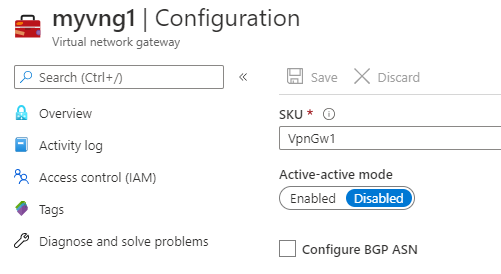 myvng1 | Configuration
Virtual network gateway
Search (Ctrl+/)
«
Save
Discard
Overview
Activity log
Access control (IAM)
Tags
Diagnose and solve problems
SKU *
VpnGw1
Active-active mode
Enabled Disabled
Configure BGP ASN